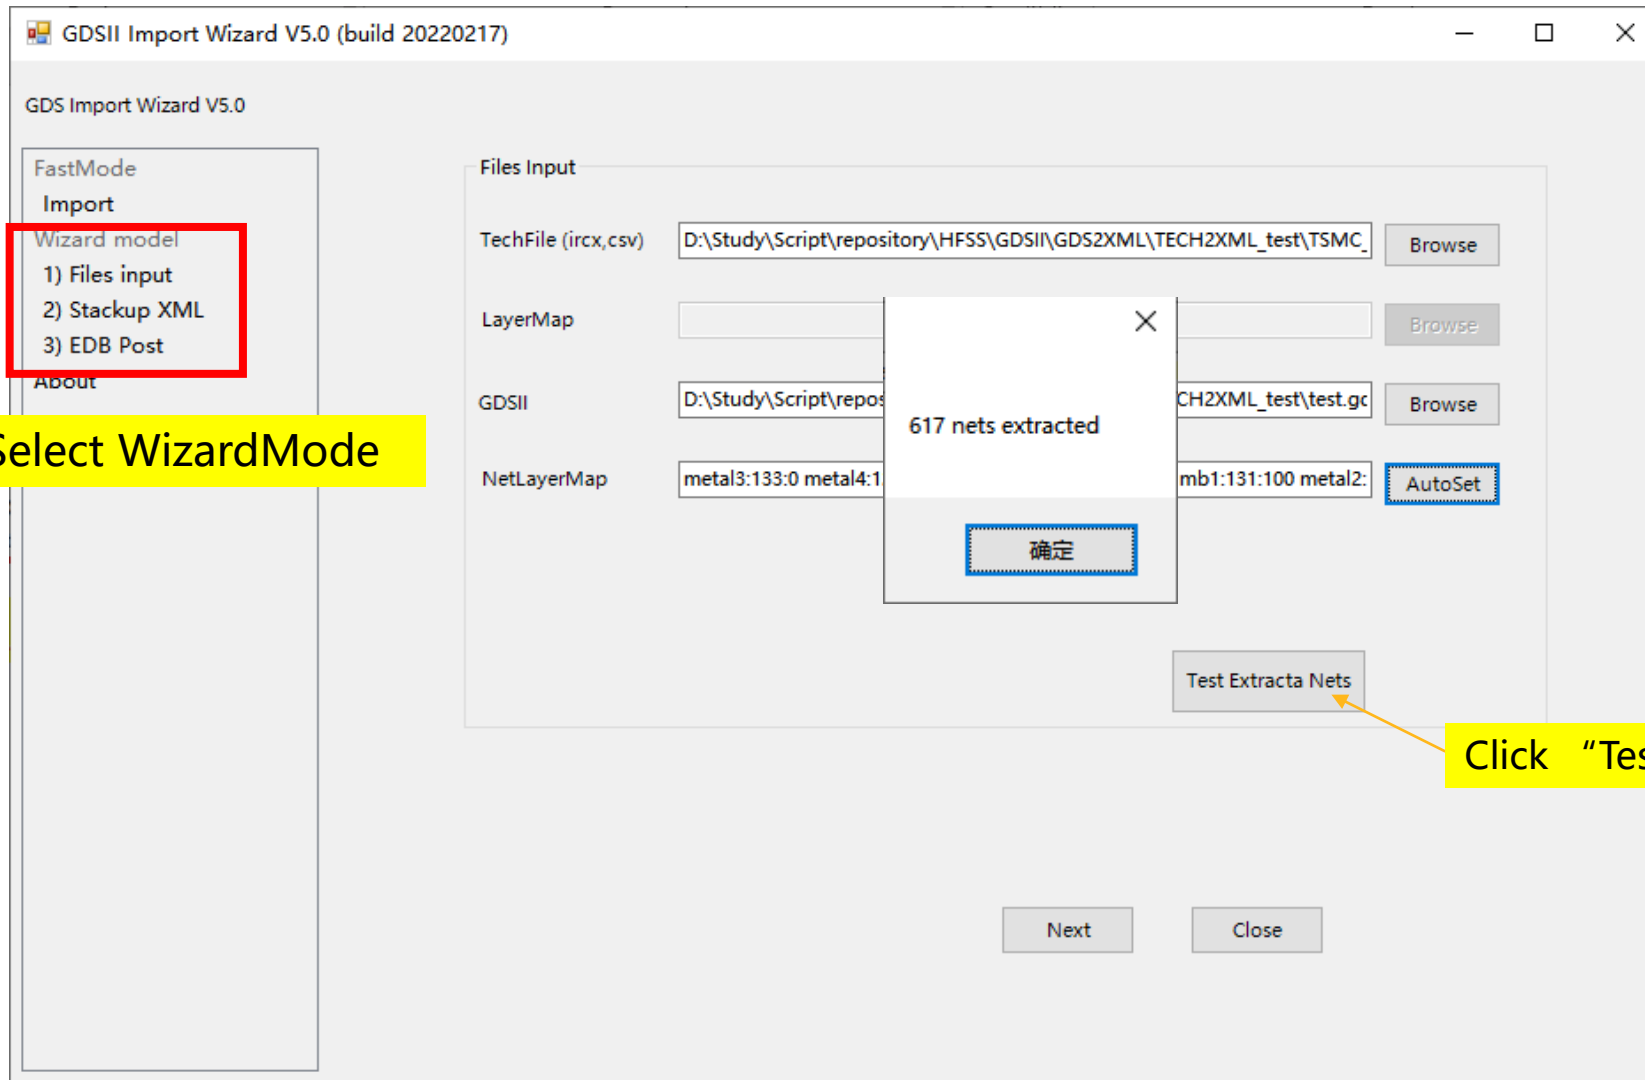 GDSII Import Wizard V5.0 (build 20220217)
GDS Import Wizard V5.0
FastMode
Import
Wizard model
1) Files input
2) Stackup XML
3) EDB Post
About
Select WizardMode
Files Input
TechFile (ircx,csv) D:\Study\Script\repository\HFSS\GDSII\GDS2XML\TECH2XML_test\TSMC_ Browse
LayerMap Browse
GDSII D:\Study\Script\repos CH2XML_test\test.gc Browse
NetLayerMap metal3:133:0 metal4:1 mb1:131:100 metal2: AutoSet
617 nets extracted
确定
Test Extracta Nets
Click “Tes
Next Close